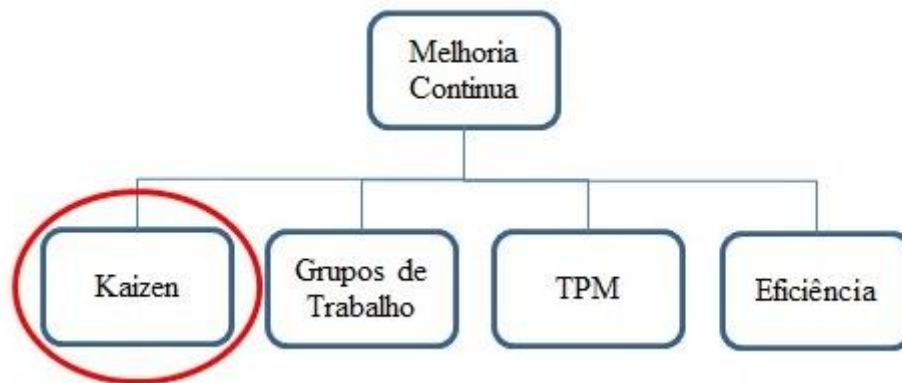 Melhoria
Continua
Kaizen
Grupos de
Trabalho
TPM
Eficiência